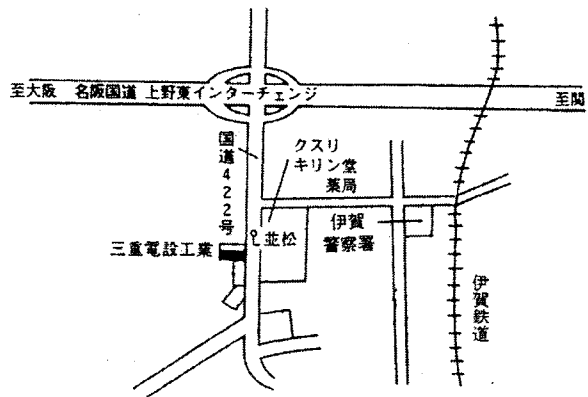 至大阪 名阪国道 上野東インターチェンジ
至関
国道422号
クスリ
キリン堂
薬局
並松
三重電設工業
伊賀
警察署
伊賀鉄道